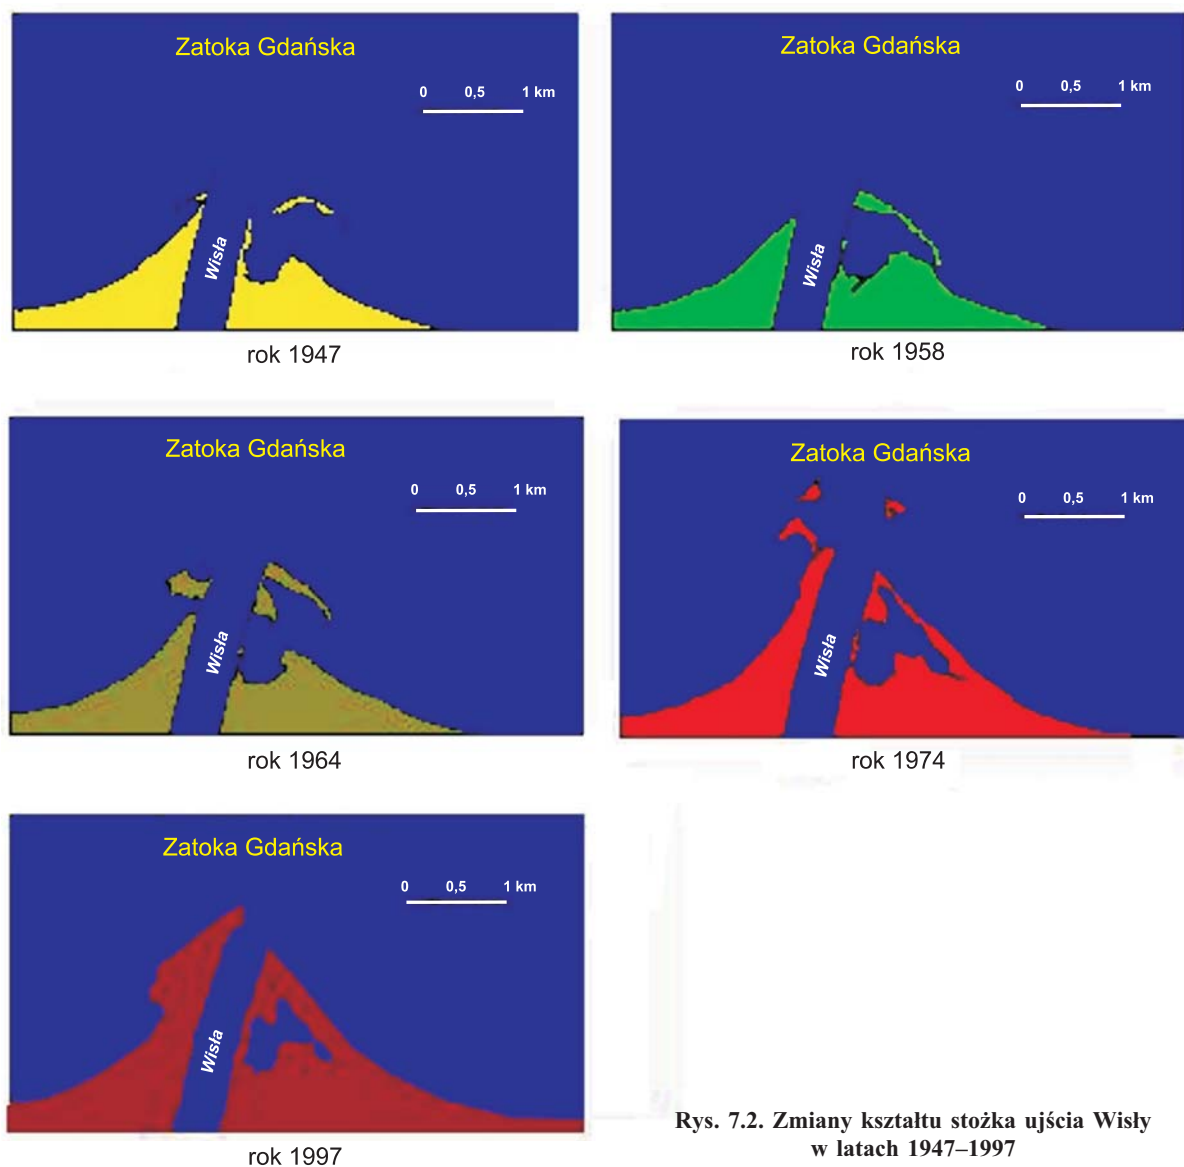 Zatoka Gdańska
0 0,5 1 km
Wisła
rok 1947
Zatoka Gdańska
0 0,5 1 km
Wisła
rok 1958
Zatoka Gdańska
0 0,5 1 km
Wisła
rok 1964
Zatoka Gdańska
0 0,5 1 km
Wisła
rok 1974
Zatoka Gdańska
0 0,5 1 km
Wisła
rok 1997
Rys. 7.2. Zmiany kształtu stożka ujścia Wisły
w latach 1947–1997